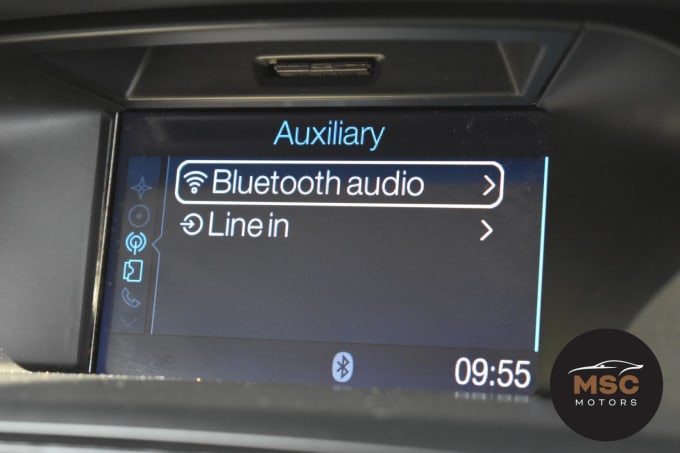 Auxiliary
Bluetooth audio
Line in
09:55
MSC
MOTORS